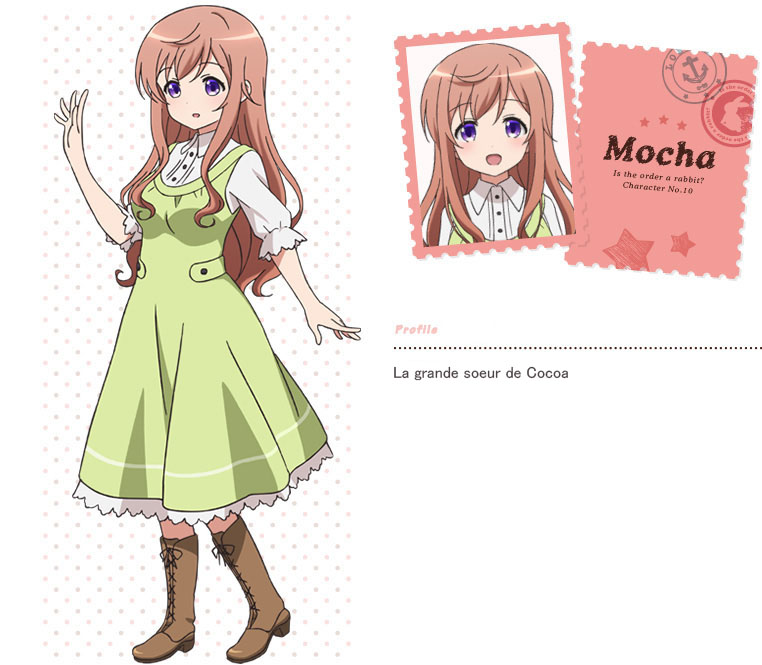 Mocha
Is the order a rabbit?
Character No.10
Profile
La grande soeur de Cocoa